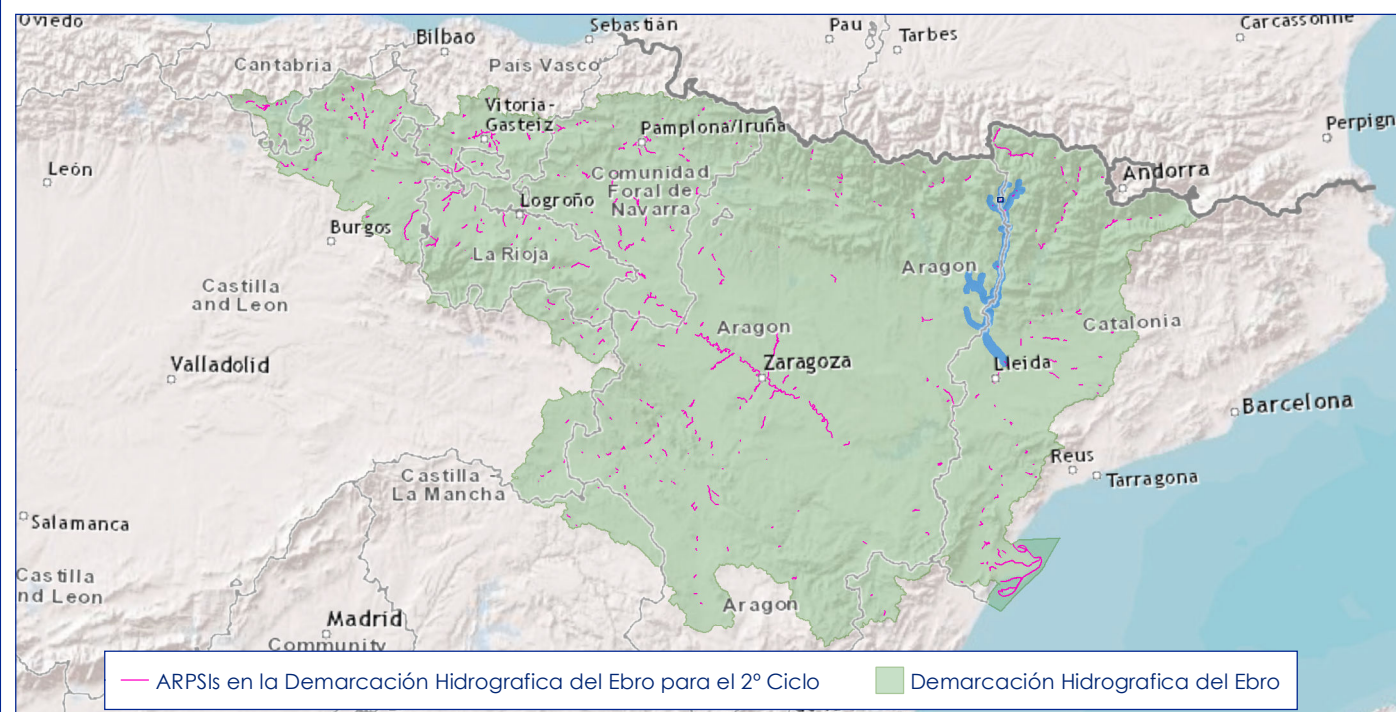 Oviedo
Sebastián
Pau
Carcassonne
Bilbao
Tarbes
Cantabria
País Vasco
Vitoria-
Gasteiz
Pamplona/Iruña
Perpign
León
Andorra
Comunidad
Foral de
Navarra
Logroño
Burgos
La Rioja
Aragon
Castilla
and Leon
Aragon
Catalonia
Valladolid
Zaragoza
Lleida
Barcelona
Reus
Castilla
La Mancha
Tarragona
Salamanca
Castilla
nd Leon
Aragon
Madrid
Community
ARPSIs en la Demarcación Hidrografica del Ebro para el 2º Ciclo
Demarcación Hidrografica del Ebro